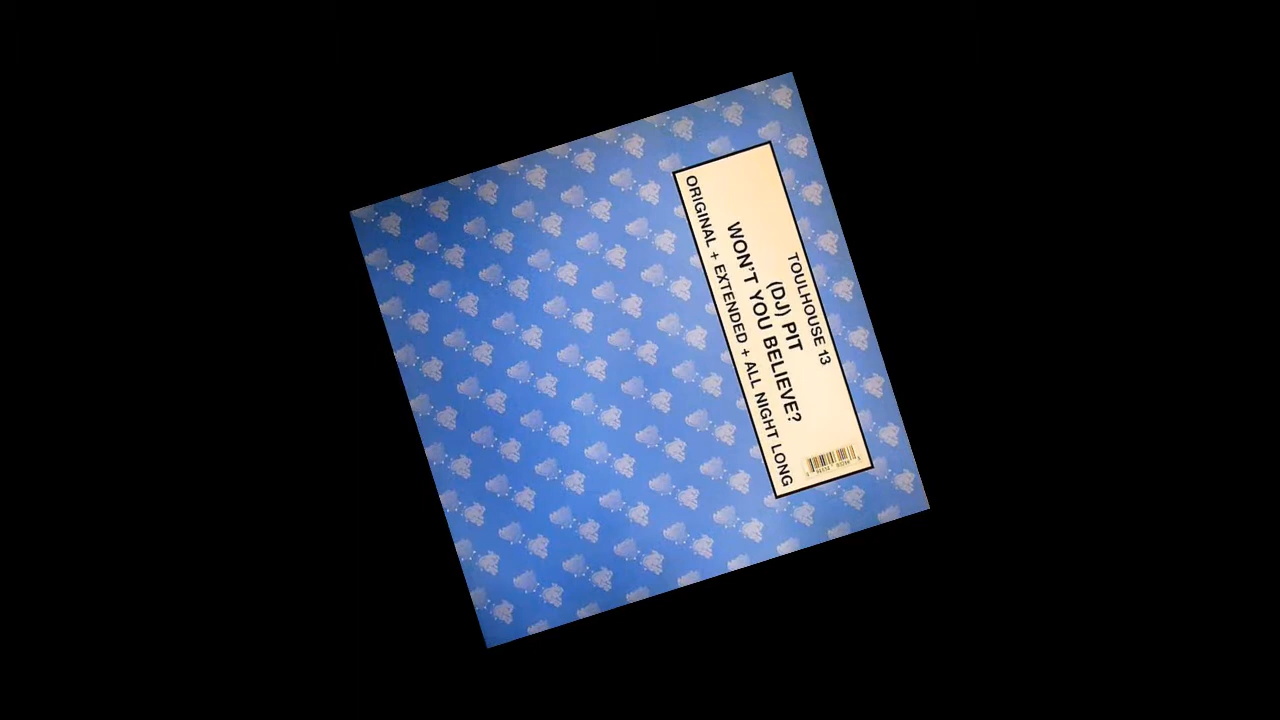 TOULHOUSE 13
(DJ) PIT
WON'T YOU BELIEVE?
ORIGINAL + EXTENDED + ALL NIGHT LONG